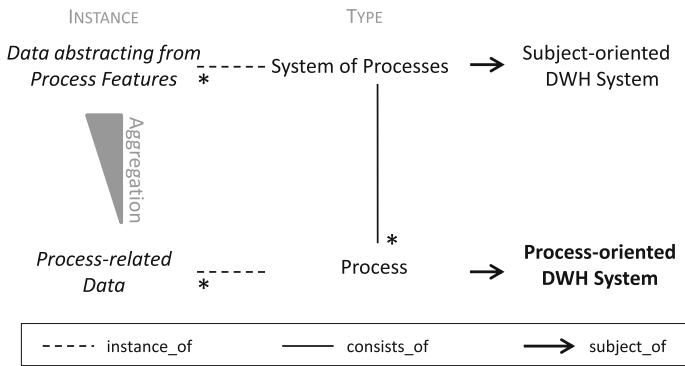 INSTANCE
TYPE
Data abstracting from
Process Features
*
System of Processes
Subject-oriented
DWH System
Aggregation
*
Process-related
Data
*
Process
Process-oriented
DWH System
instance_of
consists_of
subject_of